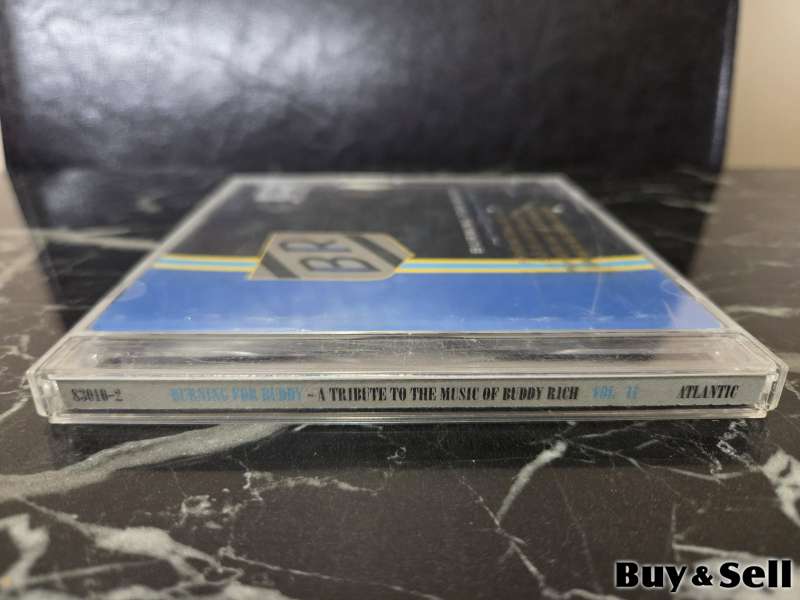 BR
83010-2 BURNING FOR BUDDY ~ A TRIBUTE TO THE MUSIC OF BUDDY RICH VOL. II ATLANTIC
Buy & Sell